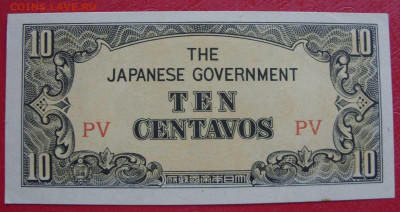 COINS.LAVE.RU
10 10
THE
JAPANESE GOVERNMENT
TEN
PV PV
CENTAVOS
10 10